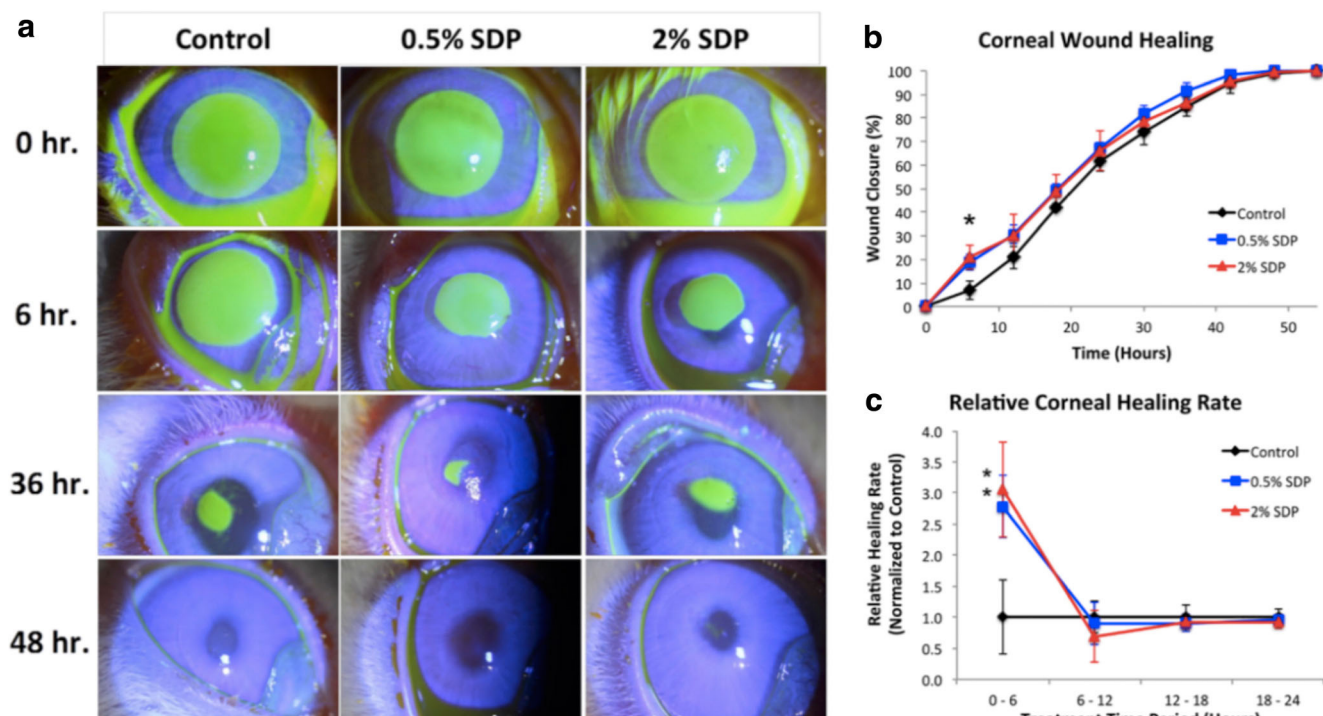 a
Control 0.5% SDP 2% SDP
0 hr.
6 hr.
36 hr.
48 hr.
b
Corneal Wound Healing
Wound Closure (%)
100
90
80
70
60
50
40
30
20
10
0
*
Control
0.5% SDP
2% SDP
0 10 20 30 40 50
Time (Hours)
c
Relative Corneal Healing Rate
Relative Healing Rate
(Normalized to Control)
4.0
3.5
3.0
2.5
2.0
1.5
1.0
0.5
0.0
*
*
Control
0.5% SDP
2% SDP
0 - 6 6 - 12 12 - 18 18 - 24
Treatment Time Period (Hours)